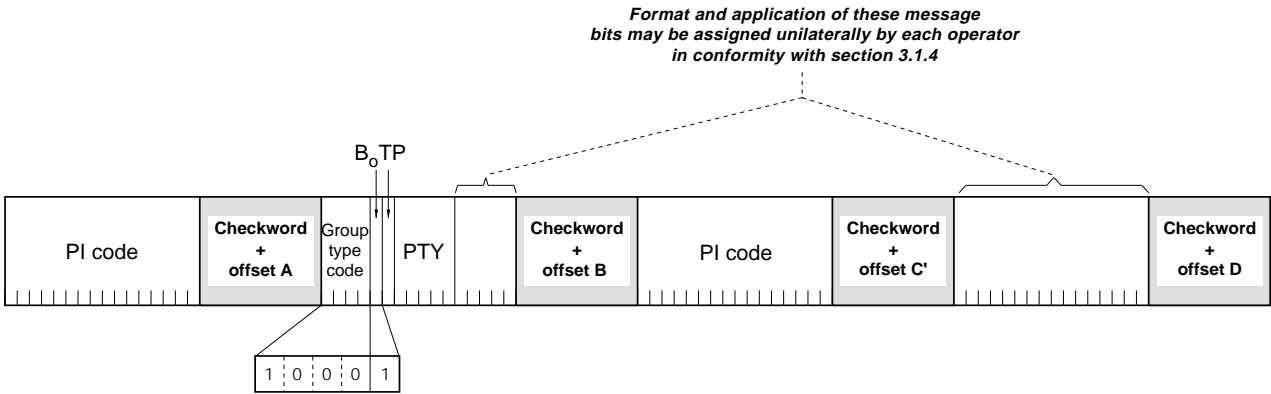 Format and application of these message
bits may be assigned unilaterally by each operator
in conformity with section 3.1.4
BoTP
PI code
Checkword
+
offset A
Group
type
code
PTY
Checkword
+
offset B
PI code
Checkword
+
offset C'
Checkword
+
offset D
1 0 0 0 1